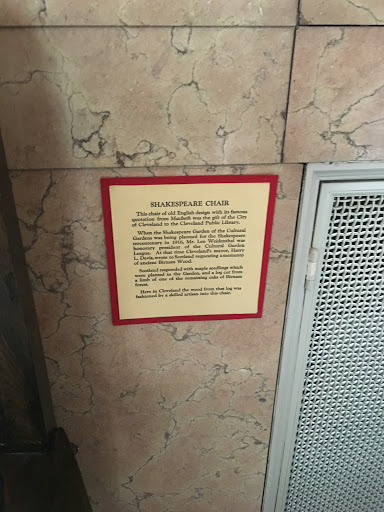 SHAKESPEARE CHAIR
This chair of old English design with its famous
quotation from Macbeth was the gift of the City
of Cleveland to the Cleveland Public Library.
When the Shakespeare Garden of the Cultural
Gardens was being planned for the Shakespeare
tercentenary in 1916, Mr. Leo Weidenthal was
honorary president of the Cultural Garden
League. At that time Cleveland's mayor, Harry
L. Davis, wrote to Scotland requesting a memento
of ancient Birnam Wood.
Scotland responded with maple seedlings which
were planted in the Garden, and a log cut from
a limb of one of the remaining oaks of Birnam
forest.
Here in Cleveland the wood from that log was
fashioned by a skilled artisan into this chair.